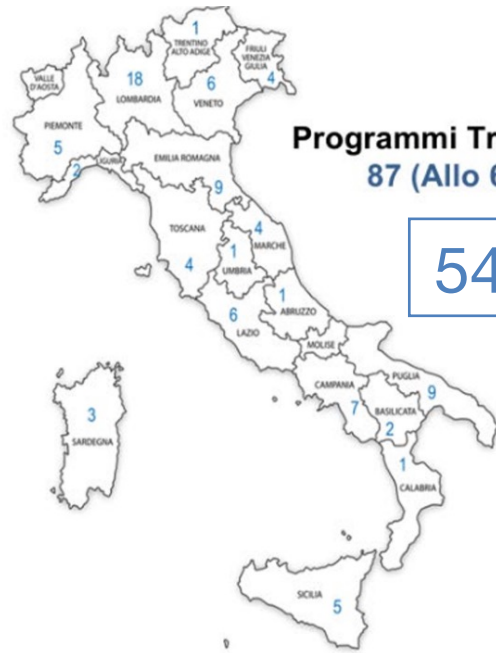 1
TRENTINO
ALTO ADIGE
FRIULI
VENEZIA
GIULIA
4
VALLE
D'AOSTA
18
LOMBARDIA
6
VENETO
PIEMONTE
5
2
LIGURIA
EMILIA ROMAGNA
9
Programmi Tr
87 (Allo 6
54
TOSCANA
4
4
MARCHE
1
UMBRIA
1
ABRUZZO
6
LAZIO
MOLISE
CAMPANIA
7
PUGLIA
9
BASILICATA
2
3
SARDEGNA
1
CALABRIA
SICILIA
5